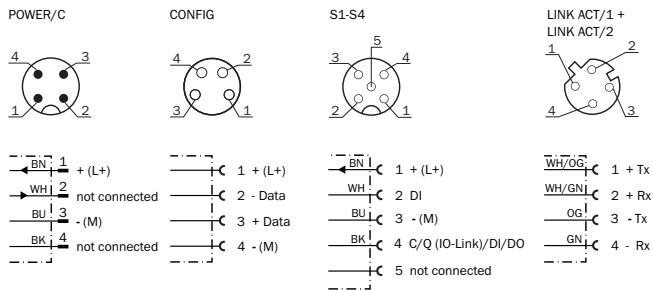 POWER/C
4 3
1 2
BN 1 + (L+)
WH 2 not connected
BU 3 - (M)
BK 4 not connected
CONFIG
4 2
3 1
1 + (L+)
2 - Data
3 + Data
4 - (M)
S1-S4
5
3 4
2 1
BN 1 + (L+)
WH 2 DI
BU 3 - (M)
BK 4 C/Q (IO-Link)/DI/DO
5 not connected
LINK ACT/1 +
LINK ACT/2
1 2
4 3
WH/OG 1 + Tx
WH/GN 2 + Rx
OG 3 - Tx
GN 4 - Rx